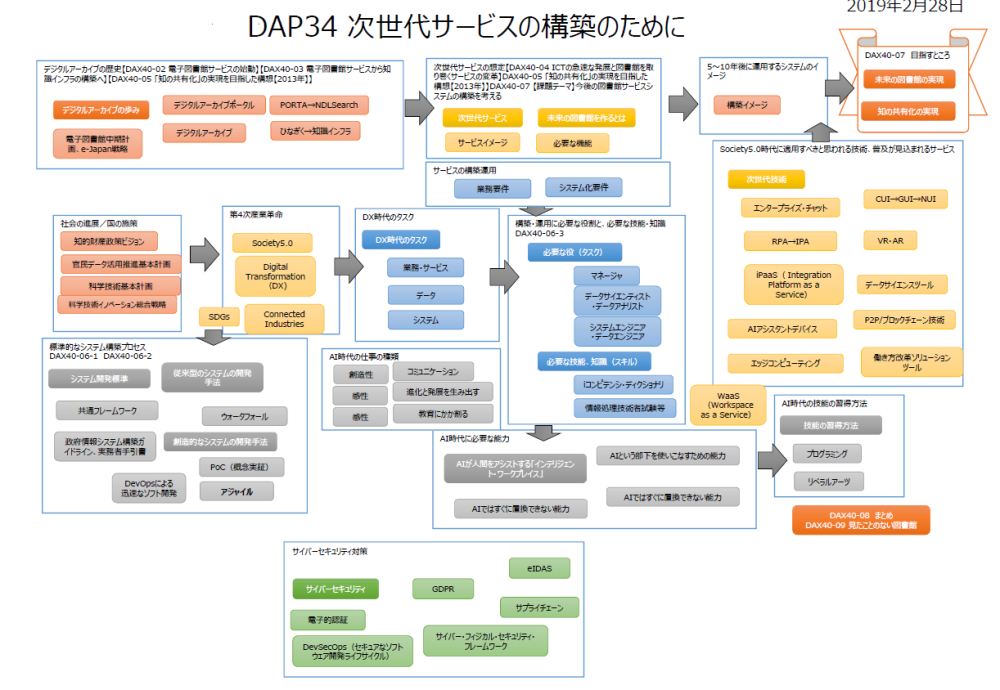 2019年2月28日
DAP34 次世代サービスの構築のために
デジタルアーカイブの歴史【DAX40-02 電子図書館サービスの始動】【DAX40-03 電子図書館サービスから知
識インフラの構築へ】【DAX40-05 「知の共有化」の実現を目指した構想【2013年】】
デジタルアーカイブの歩み
デジタルアーカイブポータル
PORTA→NDLSearch
電子図書館中期計
画、e-Japan戦略
デジタルアーカイブ
ひなぎく→知識インフラ
次世代サービスの想定【DAX40-04 ICTの急速な発展と図書館を取
り巻くサービスの変革】【DAX40-05 「知の共有化」の実現を目指した
構想【2013年】】【DAX40-07 【課題テーマ】今後の図書館サービスシ
ステムの構築を考える
次世代サービス
未来の図書館を作るとは
サービスイメージ
必要な機能
5～10年後に運用するシステムのイ
メージ
構築イメージ
DAX40-07 目指すところ
未来の図書館の実現
知の共有化の実現
サービスの構築運用
業務要件
システム化要件
Society5.0時代に適用すべきと思われる技術、普及が見込まれるサービス
次世代技術
エンタープライズ・チャット
CUI→GUI→NUI
RPA→IPA
VR・AR
iPaaS（ Integration
Platform as a
Service）
データサイエンスツール
AIアシスタントデバイス
P2P/ブロックチェーン技術
エッジコンピューティング
働き方改革ソリューション
ツール
WaaS
（Workspace
as a Service）
社会の進展／国の施策
知的財産政策ビジョン
官民データ活用推進基本計画
科学技術基本計画
科学技術イノベーション総合戦略
第4次産業革命
Society5.0
Digital
Transformation
（DX）
SDGs
Connected
Industries
DX時代のタスク
DX時代のタスク
業務・サービス
データ
システム
構築・運用に必要な役割と、必要な技能・知識
DAX40-06-3
必要な役（タスク）
マネージャ
データサイエンティスト
・データアナリスト
システムエンジニア
・データエンジニア
必要な技能、知識（スキル）
iコンピテンシ・ディクショナリ
情報処理技術者試験等
標準的なシステム構築プロセス
DAX40-06-1 DAX40-06-2
システム開発標準
従来型のシステムの開発
手法
共通フレームワーク
ウォータフォール
政府情報システム構築ガ
イドライン、実務者手引書
創造的なシステムの開発手法
PoC（概念実証）
DevOpsによる
迅速なソフト開発
アジャイル
AI時代の仕事の種類
創造性
コミュニケーション
感性
進化と発展を生み出す
感性
教育にかか割る
AI時代に必要な能力
AIが人間をアシストする「インテリジェ
ント・ワークプレイス」
AIという部下を使いこなすための能力
AIではすぐに置換できない能力
AIではすぐに置換できない能力
AI時代の技能の習得方法
技能の習得方法
プログラミング
リベラルアーツ
DAX40-08 まとめ
DAX40-09 見たことのない図書館
サイバーセキュリティ対策
eIDAS
サイバーセキュリティ
GDPR
サプライチェーン
電子的認証
DevSecOps（セキュアなソフト
ウェア開発ライフサイクル）
サイバー・フィジカル・セキュリティ・
フレームワーク